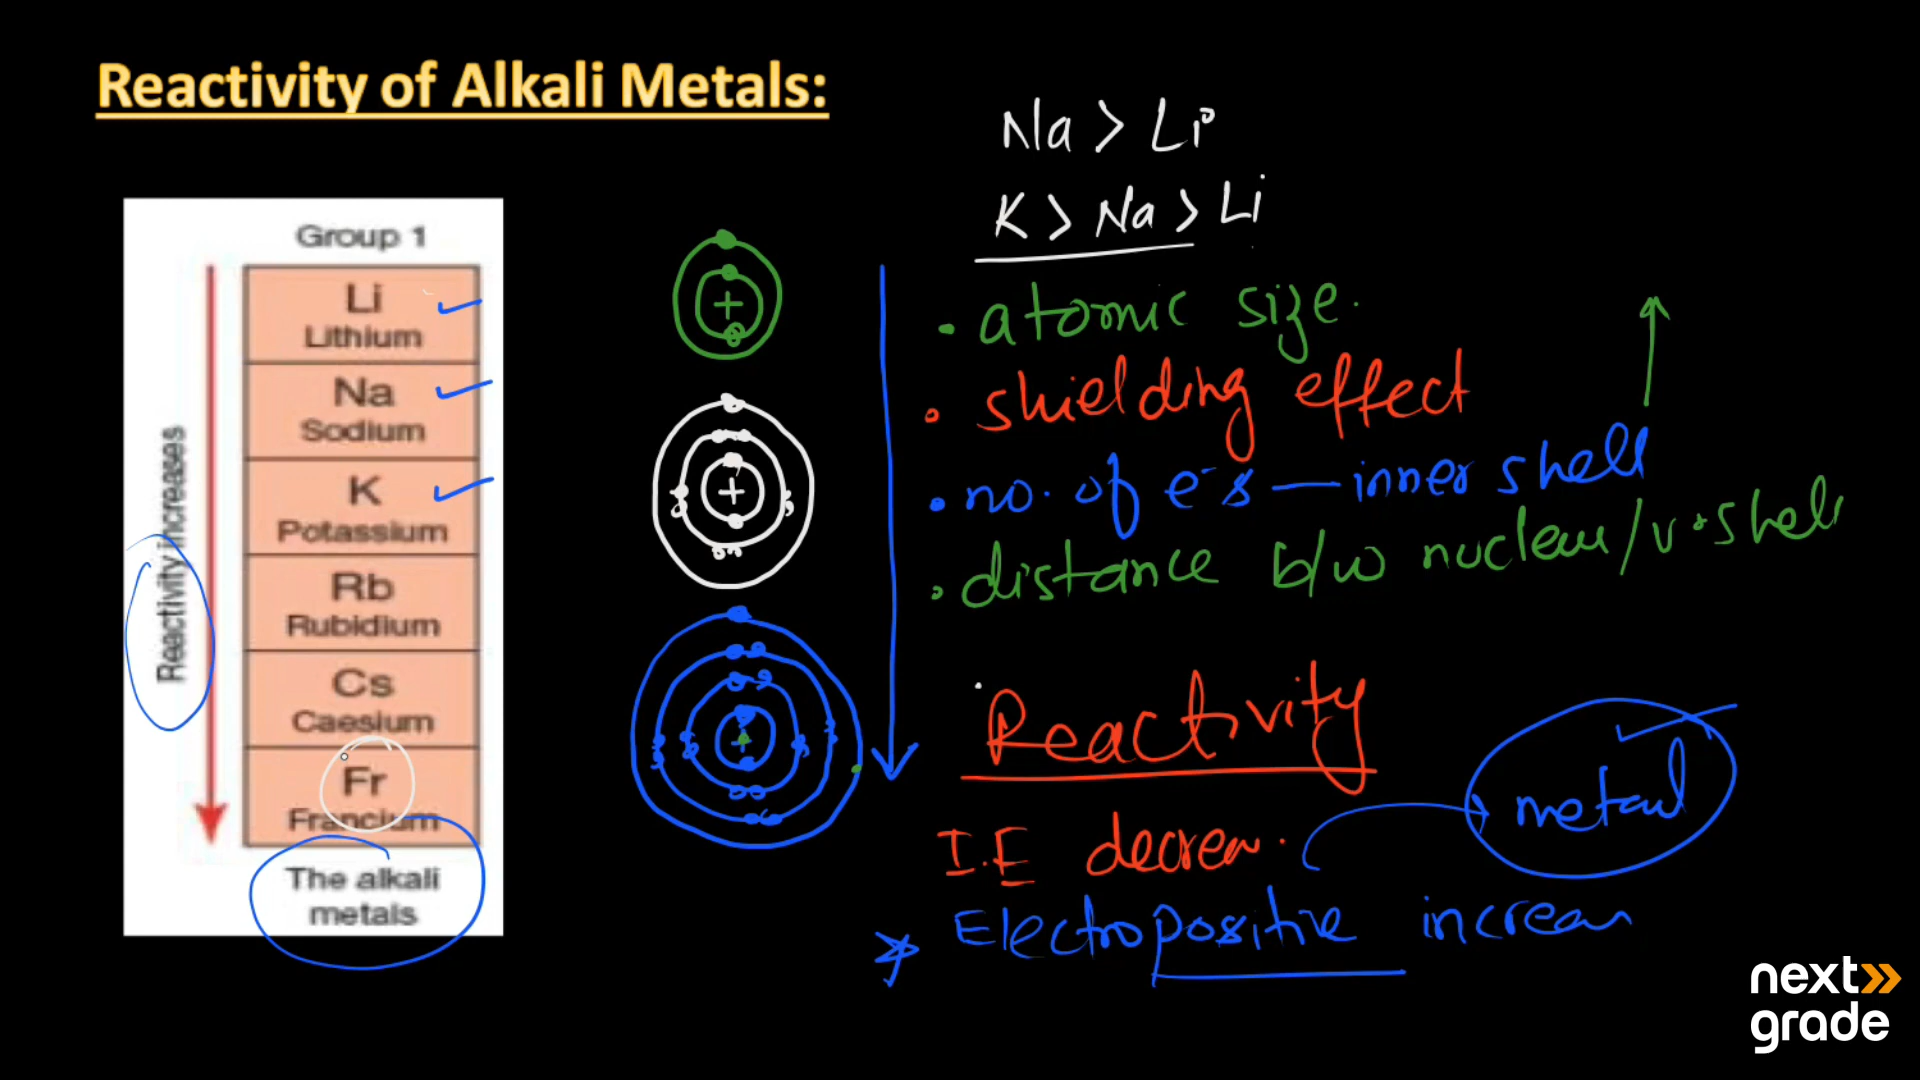 Reactivity of Alkali Metals:
Group 1
Li
Lithium
Na
Sodium
K
Potassium
Rb
Rubidium
Cs
Caesium
Fr
Francium
The alkali
metals
Reactivity increases
Na > Li
K > Na > Li
• atomic size.
• shielding effect
• no. of e-s — inner shell
• distance b/w nucleus/v.shell
Reactivity
I.E decrea.
metal
Electropositive increas
next
grade